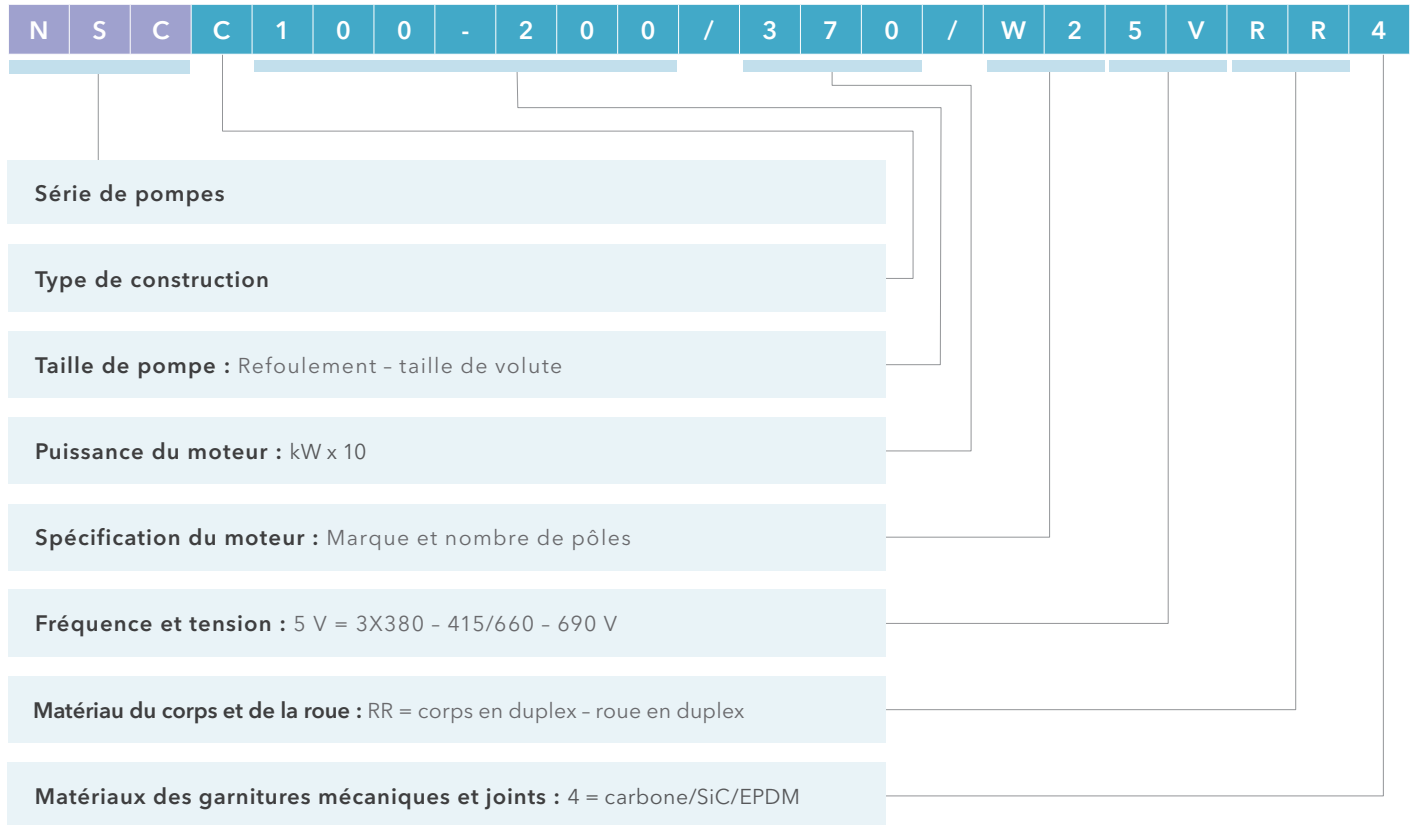 N S C C 1 0 0 - 2 0 0 / 3 7 0 / W 2 5 V R R 4
Série de pompes
Type de construction
Taille de pompe : Refoulement – taille de volute
Puissance du moteur : kW x 10
Spécification du moteur : Marque et nombre de pôles
Fréquence et tension : 5 V = 3X380 – 415/660 – 690 V
Matériau du corps et de la roue : RR = corps en duplex – roue en duplex
Matériaux des garnitures mécaniques et joints : 4 = carbone/SiC/EPDM